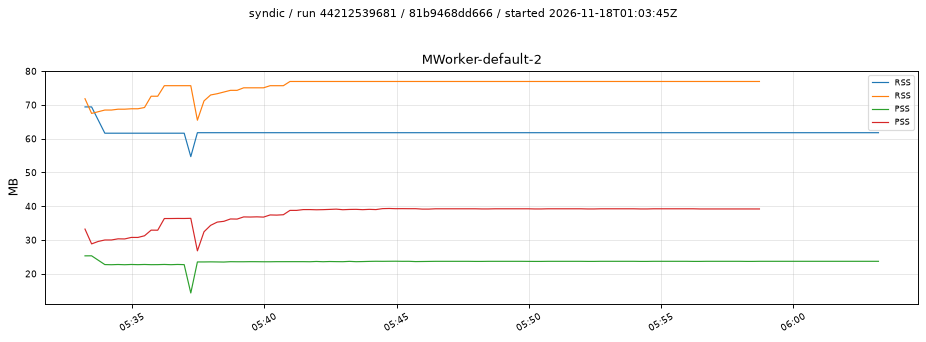 syndic / run 44212539681 / 81b9468dd666 / started 2026-11-18T01:03:45Z
MWorker-default-2
80
70
60
50
40
30
20
MB
RSS
RSS
PSS
PSS
05:35
05:40
05:45
05:50
05:55
06:00